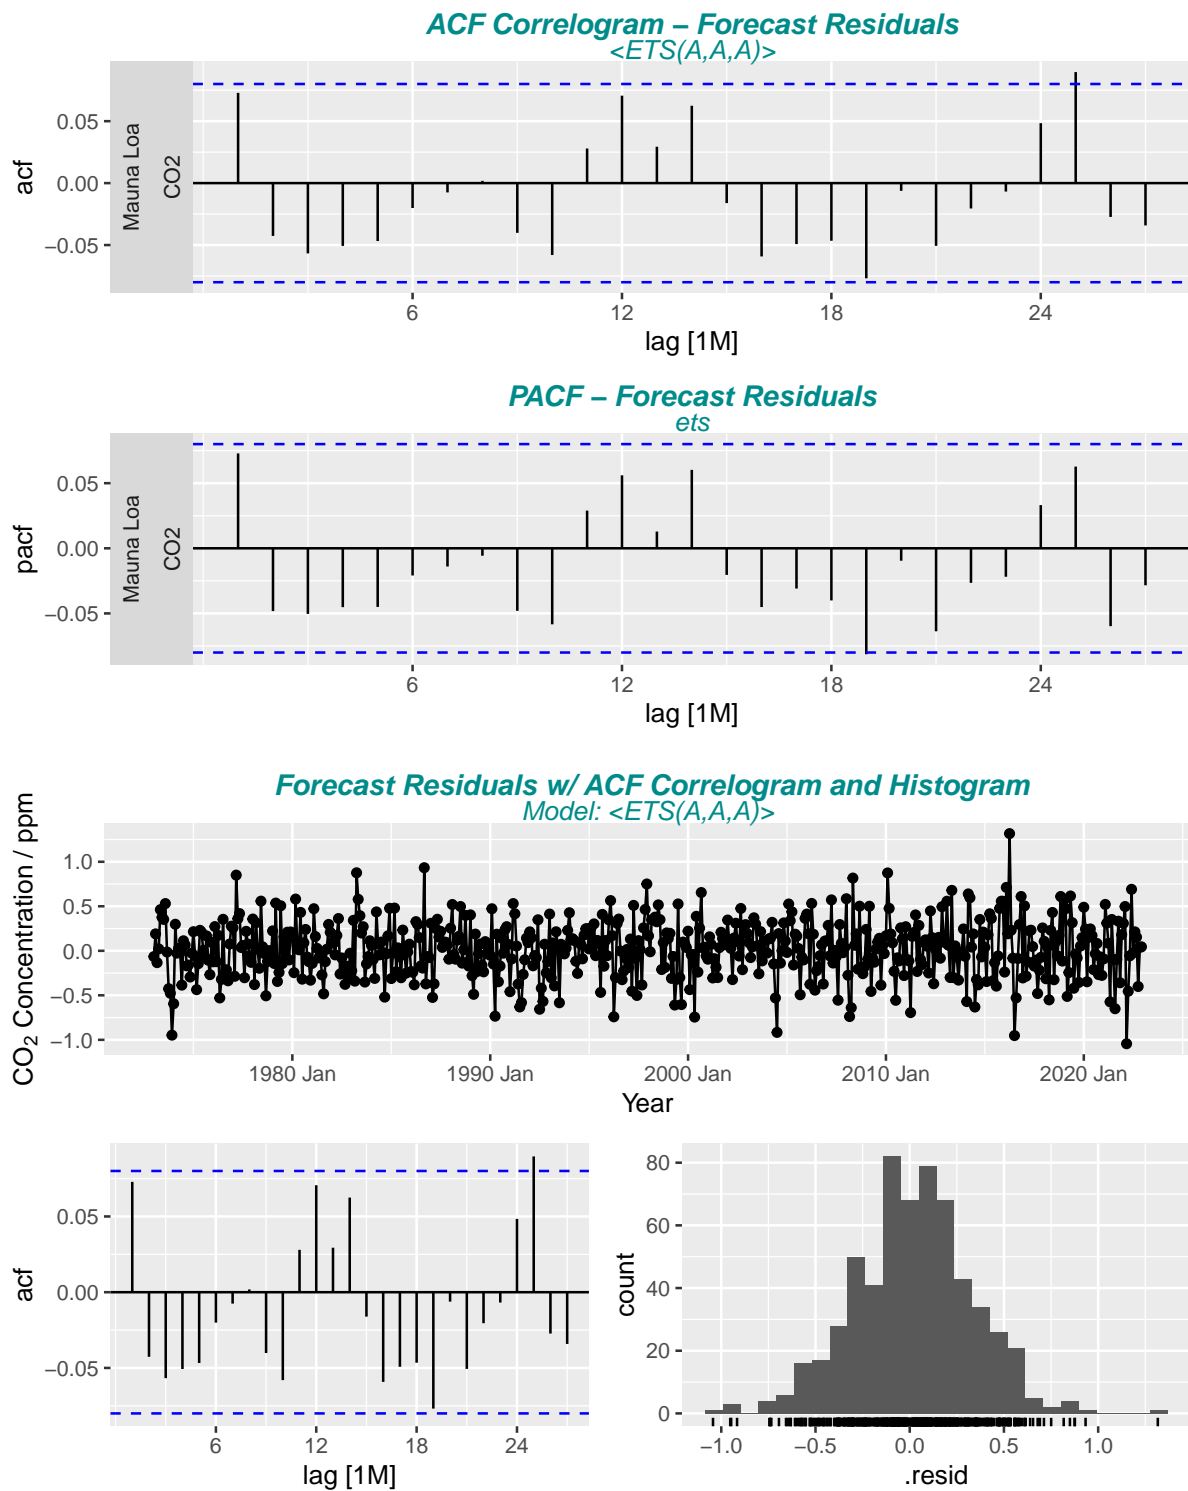 ACF Correlogram – Forecast Residuals
<ETS(A,A,A)>
acf
Mauna Loa
CO2
0.05
0.00
−0.05
6 12 18 24
lag [1M]
PACF – Forecast Residuals
ets
pacf
Mauna Loa
CO2
0.05
0.00
−0.05
6 12 18 24
lag [1M]
Forecast Residuals w/ ACF Correlogram and Histogram
Model: <ETS(A,A,A)>
CO₂ Concentration / ppm
1.0
0.5
0.0
−0.5
−1.0
1980 Jan 1990 Jan 2000 Jan 2010 Jan 2020 Jan
Year
acf
0.05
0.00
−0.05
6 12 18 24
lag [1M]
count
80
60
40
20
0
−1.0 −0.5 0.0 0.5 1.0
.resid